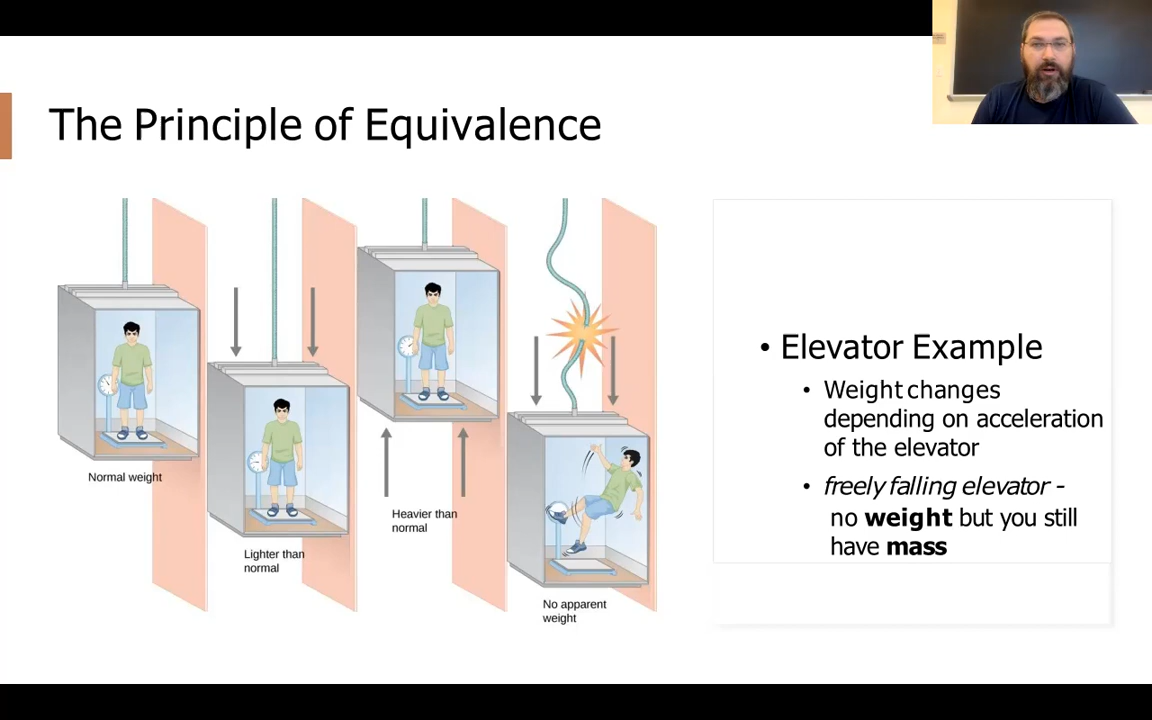 The Principle of Equivalence
Normal weight
Lighter than
normal
Heavier than
normal
No apparent
weight
• Elevator Example
• Weight changes
depending on acceleration
of the elevator
• freely falling elevator -
no weight but you still
have mass